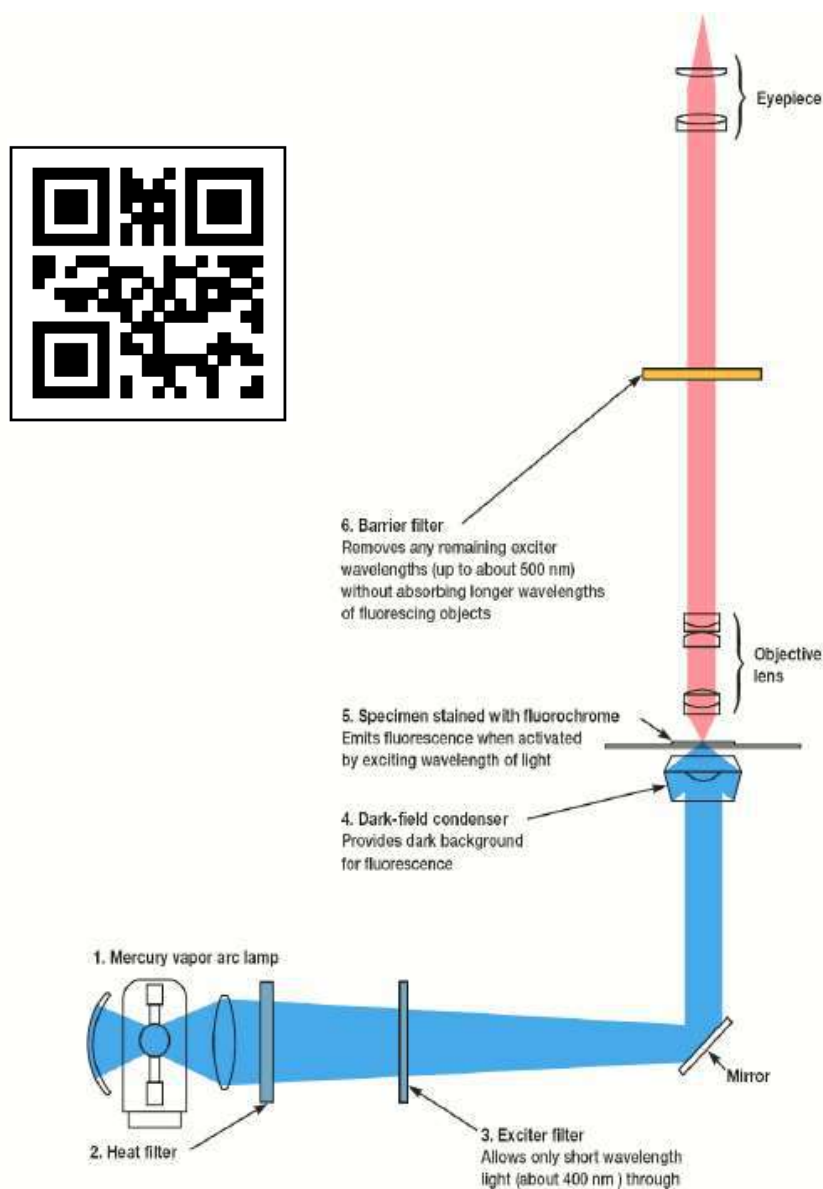 Eyepiece
6. Barrier filter
Removes any remaining exciter
wavelengths (up to about 500 nm)
without absorbing longer wavelengths
of fluorescing objects
Objective
lens
5. Specimen stained with fluorochrome
Emits fluorescence when activated
by exciting wavelength of light
4. Dark-field condenser
Provides dark background
for fluorescence
1. Mercury vapor arc lamp
Mirror
2. Heat filter
3. Exciter filter
Allows only short wavelength
light (about 400 nm ) through